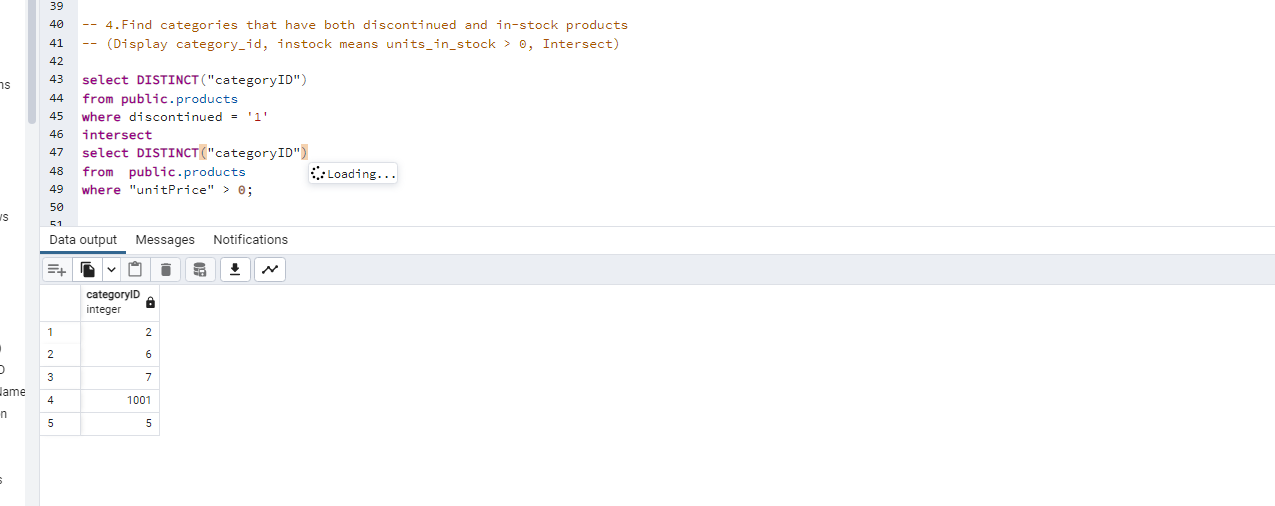 39
40 -- 4.Find categories that have both discontinued and in-stock products
41 -- (Display category_id, instock means units_in_stock > 0, Intersect)
42
43 select DISTINCT("categoryID")
44 from public.products
45 where discontinued = '1'
46 intersect
47 select DISTINCT("categoryID")
48 from  public.products
Loading...
49 where "unitPrice" > 0;
50
51
Data output Messages Notifications
categoryID
integer
1 2
2 6
3 7
4 1001
5 5